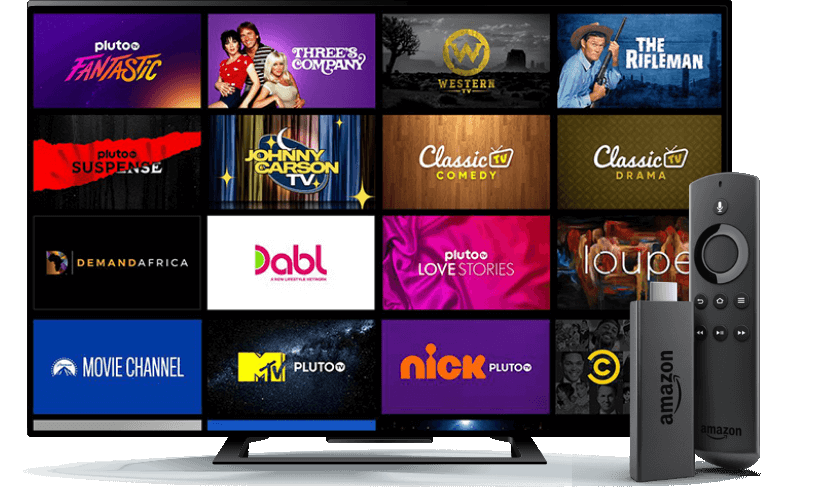 pluto tv
FANTASTIC
THREE'S
COMPANY
W
WESTERN
TV
THE
RIFLEMAN
pluto tv
SUSPENSE
JOHNNY
CARSON
TV
Classic TV
COMEDY
Classic TV
DRAMA
D DEMANDAFRICA
Dabl
A NEW LIFESTYLE NETWORK
pluto tv
LOVE STORIES
loupe
MOVIE CHANNEL
MTV PLUTO TV
nick PLUTO TV
amazon
amazon